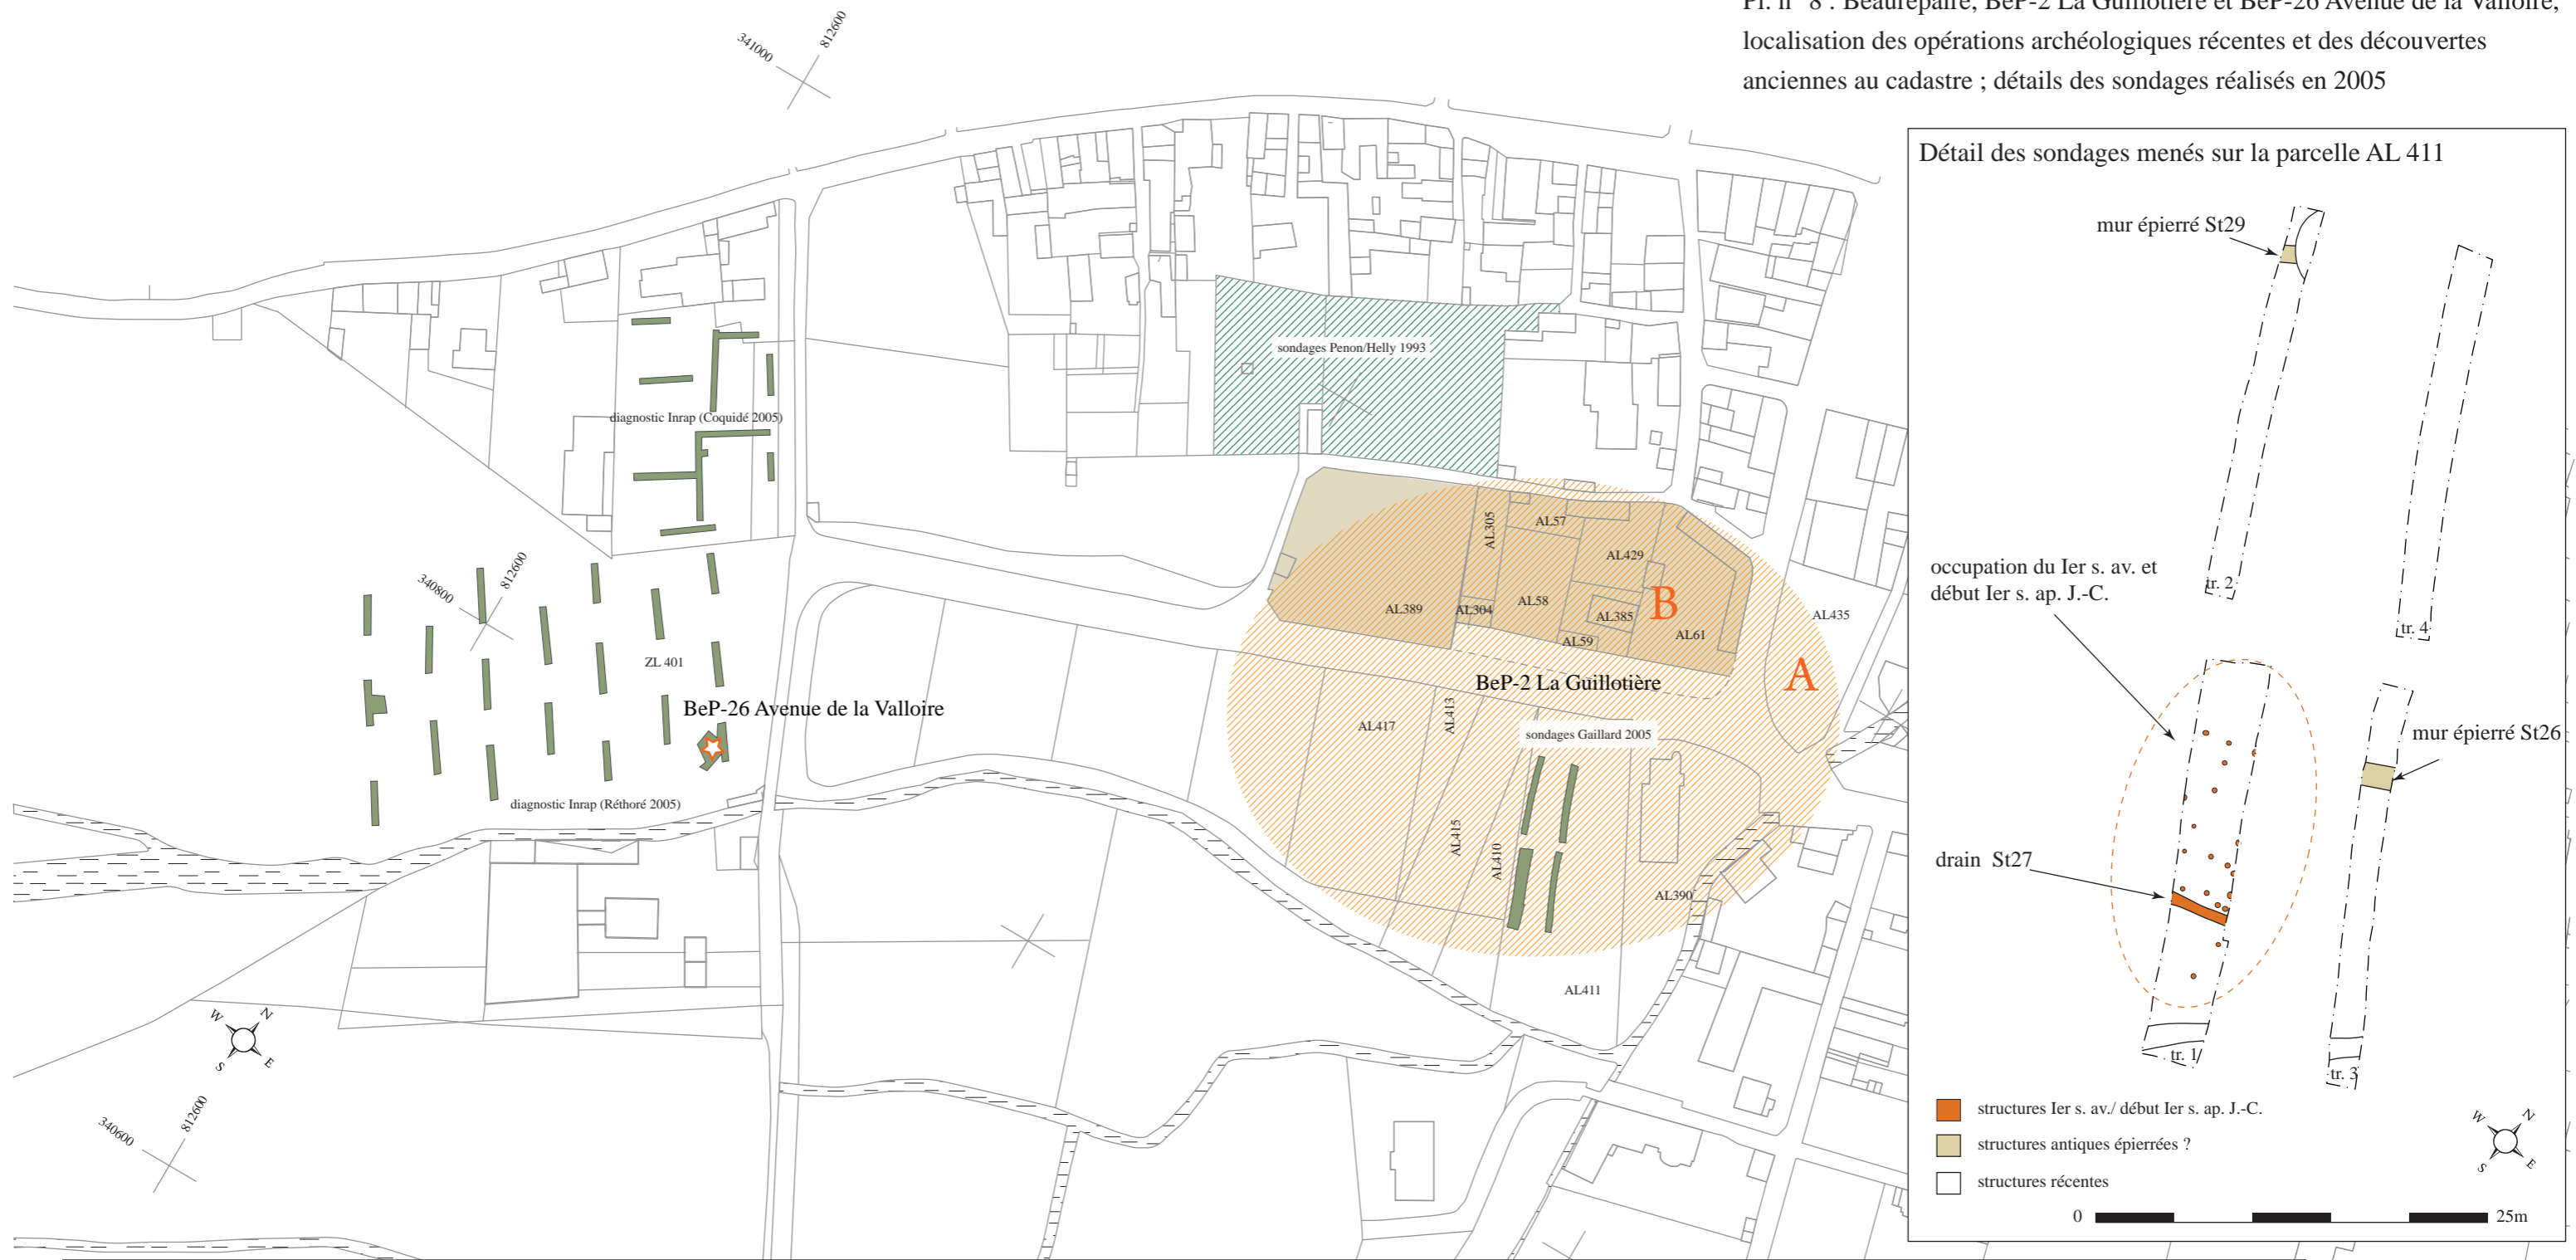 Pl. n° 8 : Beaurepaire, BeP-2 La Guillotière et BeP-26 Avenue de la Valloire,
localisation des opérations archéologiques récentes et des découvertes
anciennes au cadastre ; détails des sondages réalisés en 2005
341000
812600
sondages Penon/Helly 1993
diagnostic Inrap (Coquidé 2005)
340800
812600
ZL 401
BeP-26 Avenue de la Valloire
diagnostic Inrap (Réthoré 2005)
AL305
AL57
AL429
AL389
AL304
AL58
AL385
B
AL59
AL61
AL435
A
BeP-2 La Guillotière
AL417
AL413
sondages Gaillard 2005
AL415
AL410
AL390
AL411
W
N
S
E
340600
812600
Détail des sondages menés sur la parcelle AL 411
mur épierré St29
tr. 2
tr. 4
occupation du Ier s. av. et
début Ier s. ap. J.-C.
mur épierré St26
drain St27
tr. 1
tr. 3
structures Ier s. av./ début Ier s. ap. J.-C.
structures antiques épierrées ?
structures récentes
W
N
S
E
0
25m